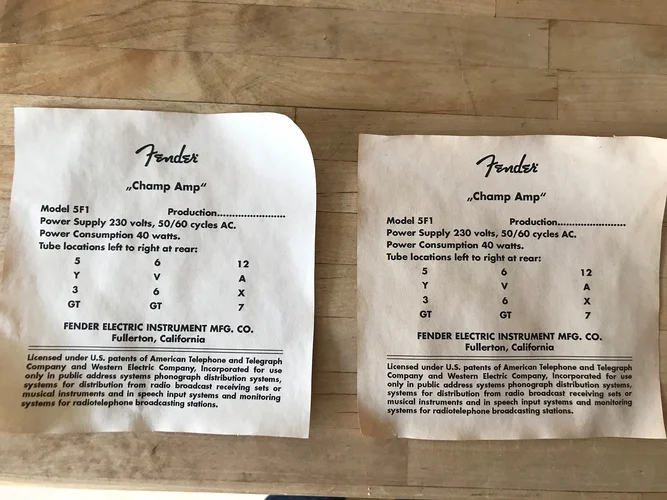 Fender
„Champ Amp“
Model 5F1 Production.......................
Power Supply 230 volts, 50/60 cycles AC.
Power Consumption 40 watts.
Tube locations left to right at rear:
5 6 12
Y V A
3 6 X
GT GT 7
FENDER ELECTRIC INSTRUMENT MFG. CO.
Fullerton, California
Licensed under U.S. patents of American Telephone and Telegraph
Company and Western Electric Company, Incorporated for use
only in public address systems phonograph distribution systems,
systems for distribution from radio broadcast receiving sets or
musical instruments and in speech input systems and monitoring
systems for radiotelephone broadcasting stations.
Fender
„Champ Amp“
Model 5F1 Production.......................
Power Supply 230 volts, 50/60 cycles AC.
Power Consumption 40 watts.
Tube locations left to right at rear:
5 6 12
Y V A
3 6 X
GT GT 7
FENDER ELECTRIC INSTRUMENT MFG. CO.
Fullerton, California
Licensed under U.S. patents of American Telephone and Telegraph
Company and Western Electric Company, Incorporated for use
only in public address systems phonograph distribution systems,
systems for distribution from radio broadcast receiving sets or
musical instruments and in speech input systems and monitoring
systems for radiotelephone broadcasting stations.